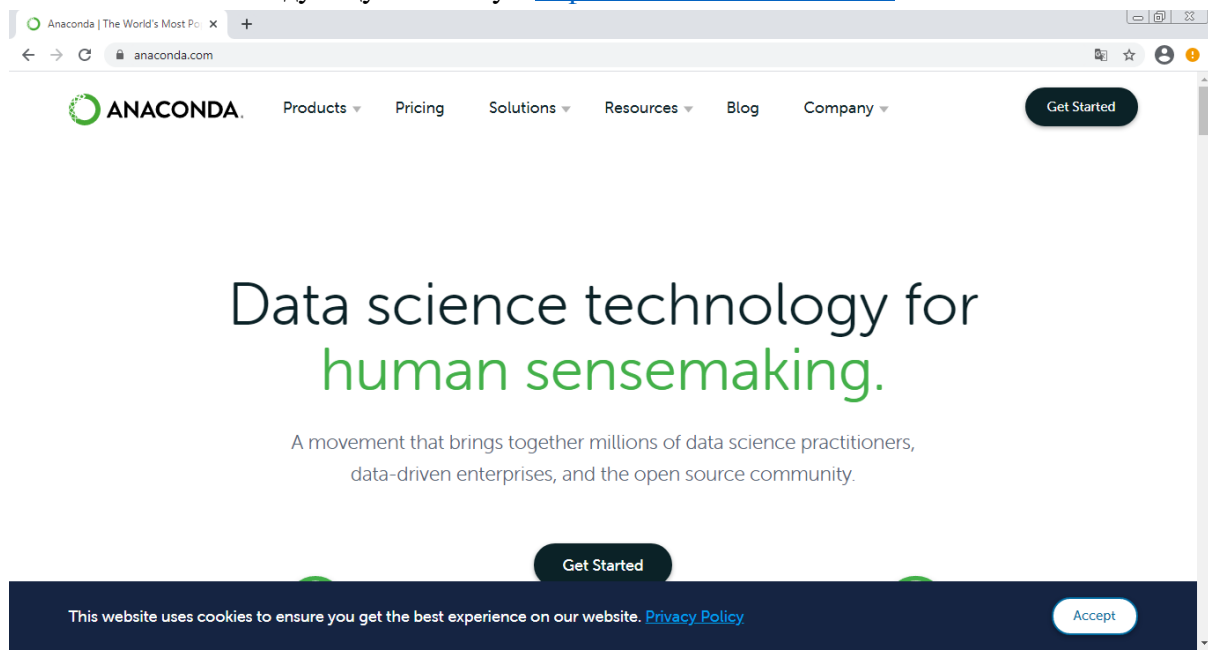 Anaconda | The World's Most Po
anaconda.com
ANACONDA.
Products
Pricing
Solutions
Resources
Blog
Company
Get Started
Data science technology for
human sensemaking.
A movement that brings together millions of data science practitioners,
data-driven enterprises, and the open source community.
Get Started
This website uses cookies to ensure you get the best experience on our website. Privacy Policy
Accept